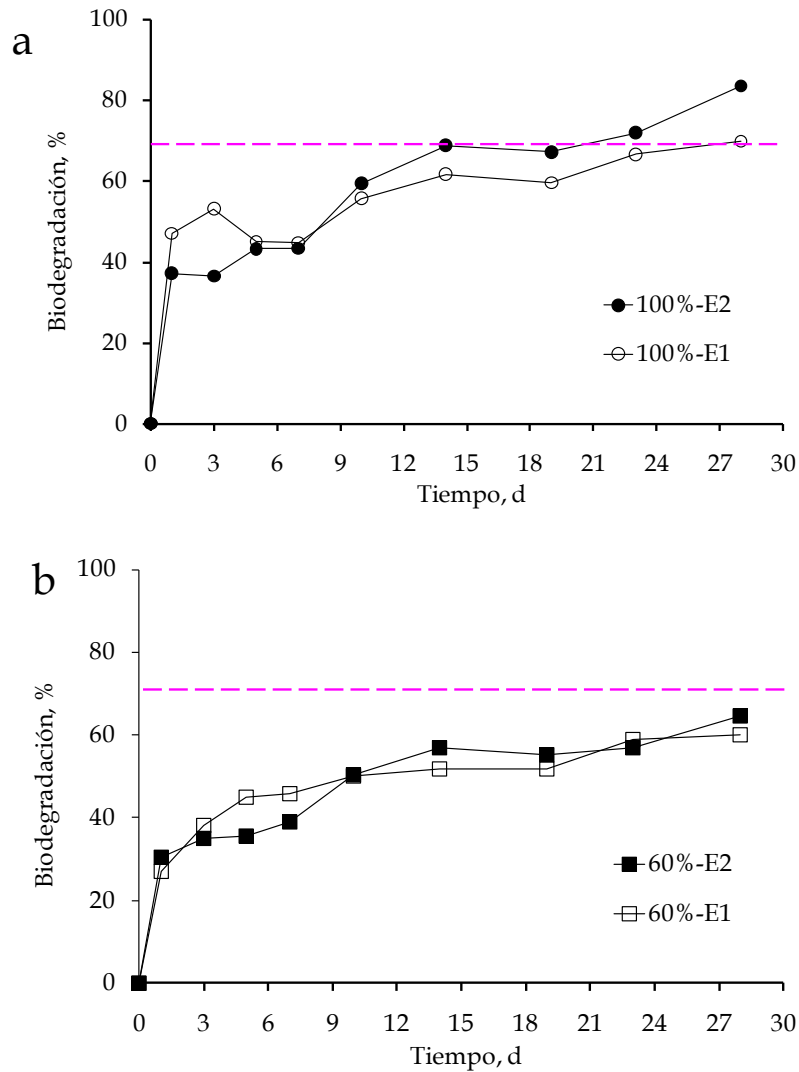 a
100
80
60
40
20
0
Biodegradación, %
100%-E2
100%-E1
0 3 6 9 12 15 18 21 24 27 30
Tiempo, d
b
100
80
60
40
20
0
Biodegradación, %
60%-E2
60%-E1
0 3 6 9 12 15 18 21 24 27 30
Tiempo, d